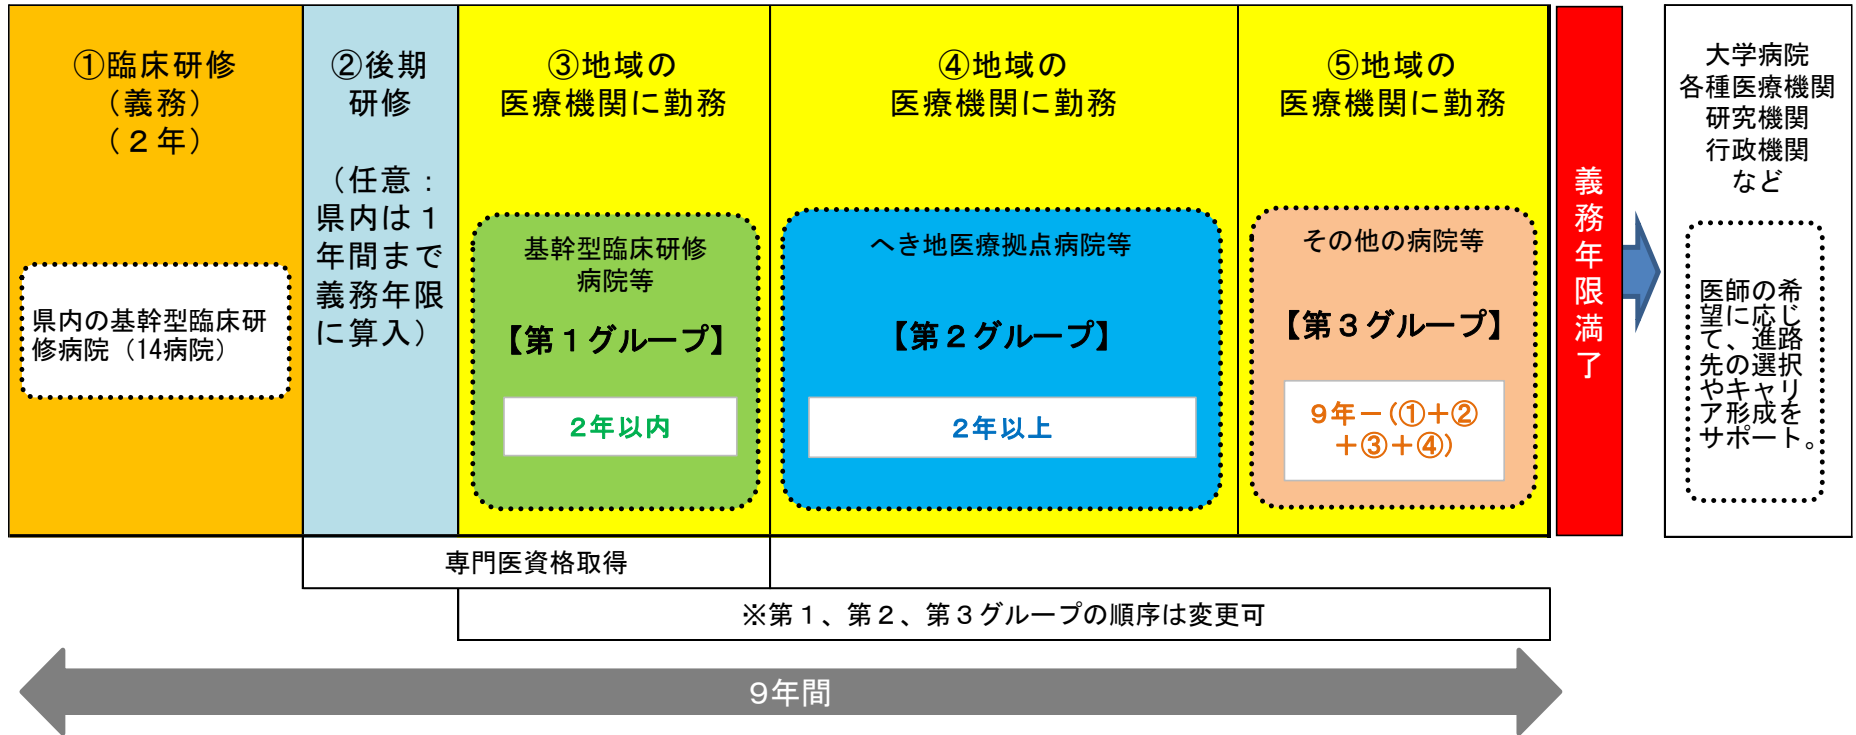 ①臨床研修
（義務）
（２年）
県内の基幹型臨床研
修病院（14病院）
②後期
研修
（任意：
県内は１
年間まで
義務年限
に算入）
③地域の
医療機関に勤務
基幹型臨床研修
病院等
【第１グループ】
2年以内
④地域の
医療機関に勤務
へき地医療拠点病院等
【第２グループ】
2年以上
⑤地域の
医療機関に勤務
その他の病院等
【第３グループ】
9年－（①＋②
＋③＋④）
義務年限満了
大学病院
各種医療機関
研究機関
行政機関
など
医師の希
望に応じ
て、進路
先の選択
やキャリ
ア形成を
サポート。
専門医資格取得
※第１、第２、第３グループの順序は変更可
9年間